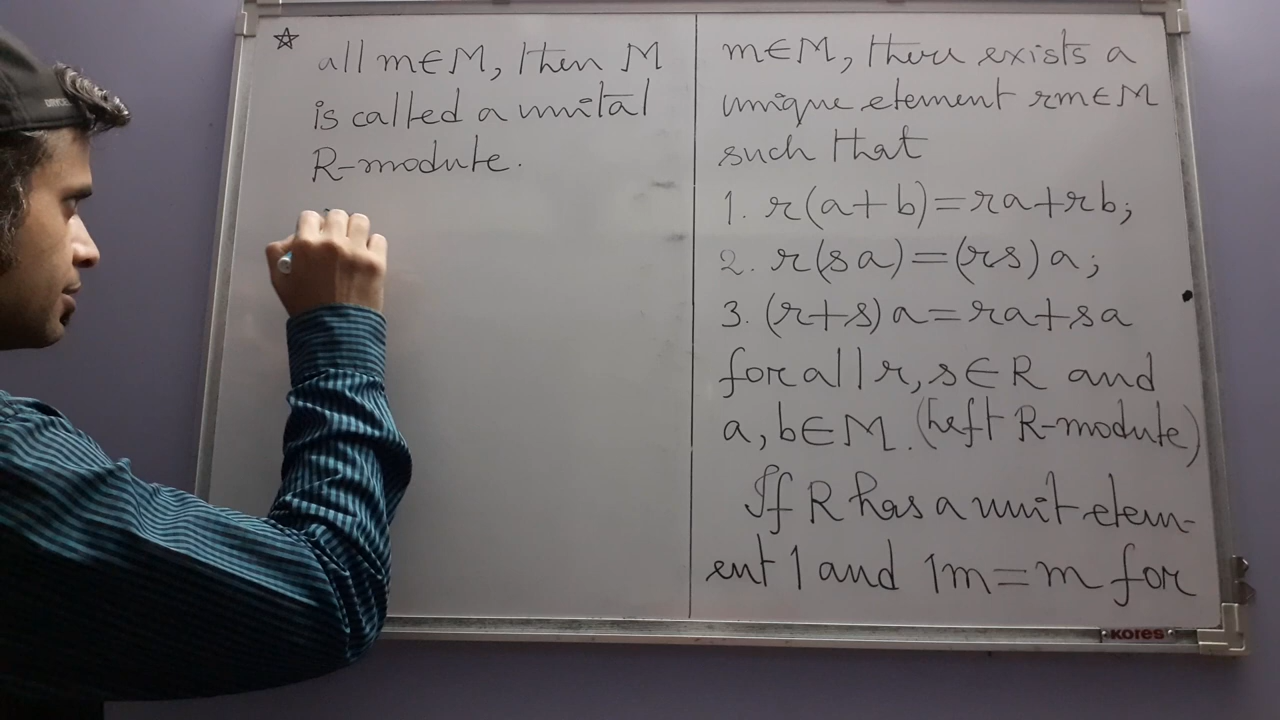 all m∈M, then M
is called a unital
R-module.
m∈M, there exists a
unique element rm∈M
such that
1. r(a+b)=ra+rb;
2. r(sa)=(rs)a;
3. (r+s)a=ra+sa
for all r, s∈R and
a, b∈M. (Left R-module)
If R has a unit elem-
ent 1 and 1m=m for
KORES